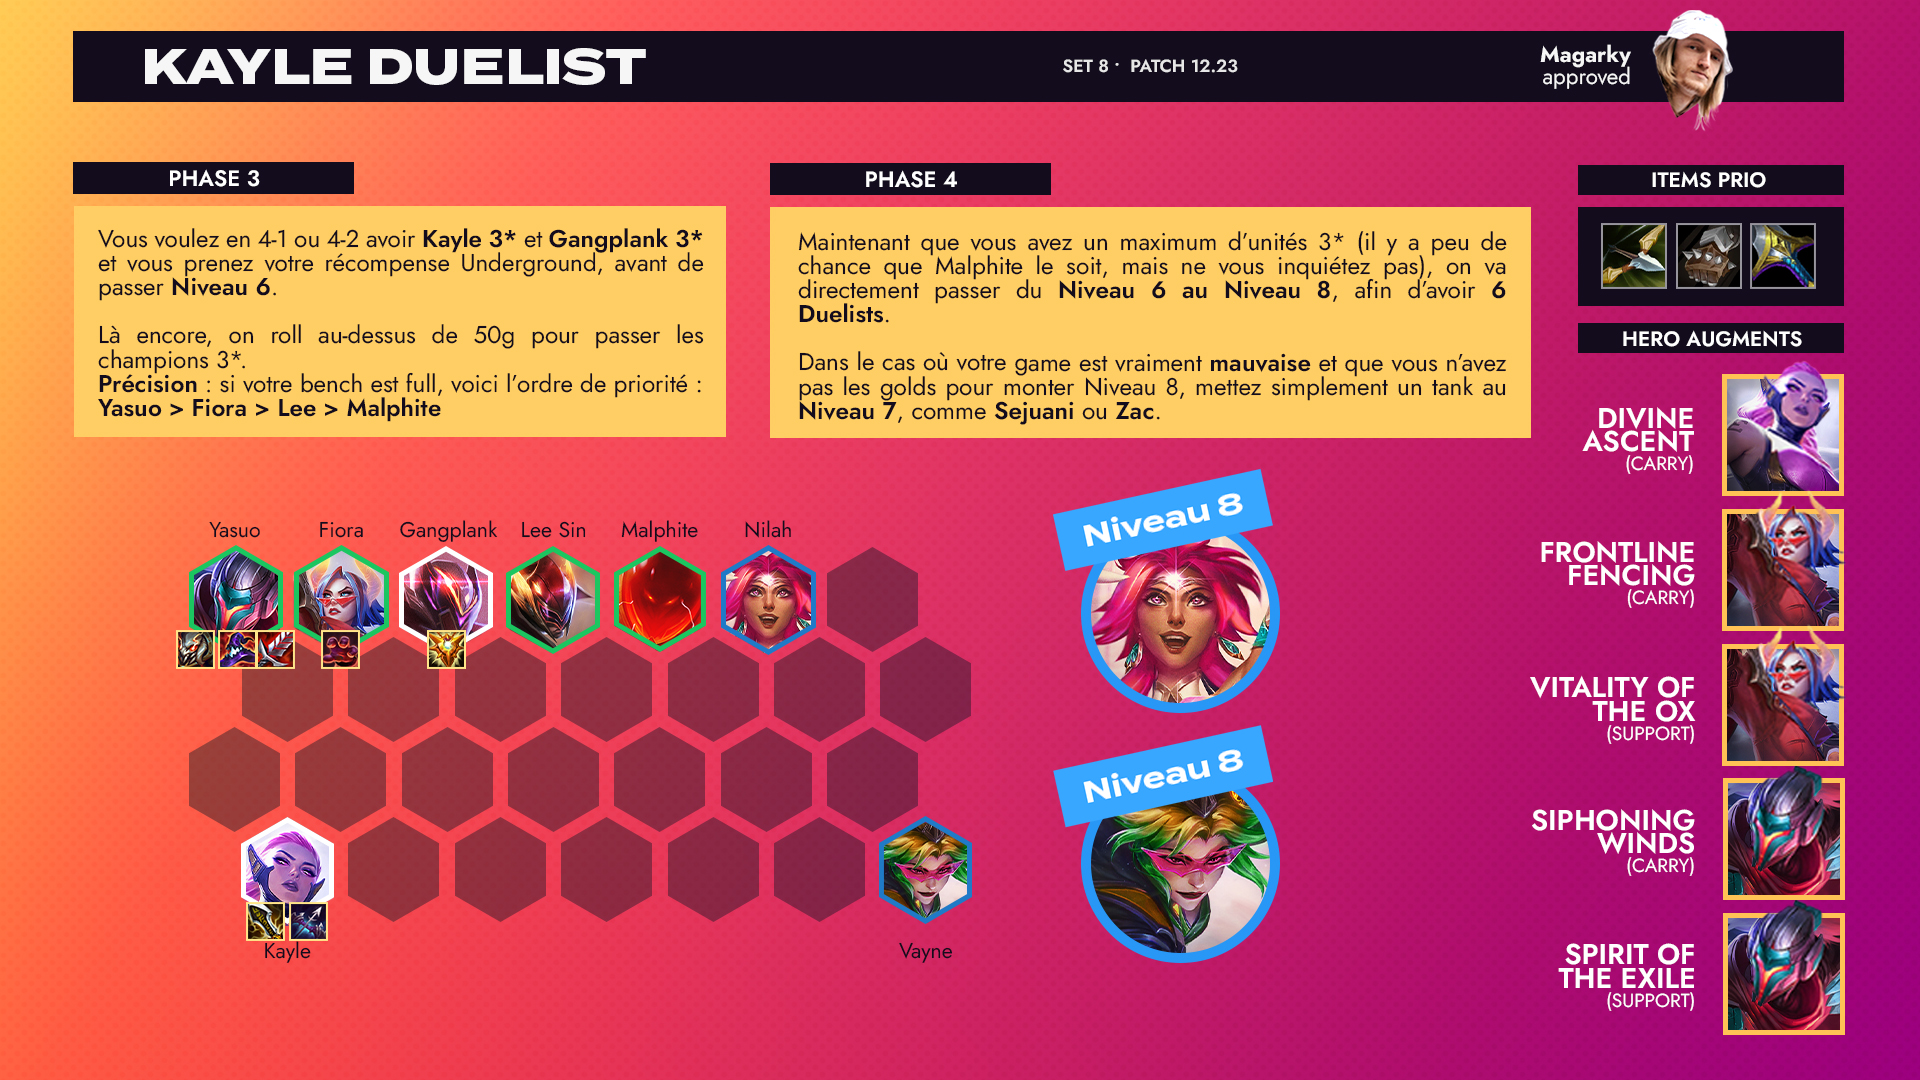 KAYLE DUELIST
SET 8 · PATCH 12.23
Magarky
approved
PHASE 3
Vous voulez en 4-1 ou 4-2 avoir Kayle 3* et Gangplank 3*
et vous prenez votre récompense Underground, avant de
passer Niveau 6.
Là encore, on roll au-dessus de 50g pour passer les
champions 3*.
Précision : si votre bench est full, voici l'ordre de priorité :
Yasuo > Fiora > Lee > Malphite
PHASE 4
Maintenant que vous avez un maximum d'unités 3* (il y a peu de
chance que Malphite le soit, mais ne vous inquiétez pas), on va
directement passer du Niveau 6 au Niveau 8, afin d'avoir 6
Duelists.
Dans le cas où votre game est vraiment mauvaise et que vous n'avez
pas les golds pour monter Niveau 8, mettez simplement un tank au
Niveau 7, comme Sejuani ou Zac.
ITEMS PRIO
HERO AUGMENTS
DIVINE
ASCENT
(CARRY)
FRONTLINE
FENCING
(CARRY)
VITALITY OF
THE OX
(SUPPORT)
SIPHONING
WINDS
(CARRY)
SPIRIT OF
THE EXILE
(SUPPORT)
Yasuo
Fiora
Gangplank
Lee Sin
Malphite
Nilah
Kayle
Vayne
Niveau 8
Niveau 8